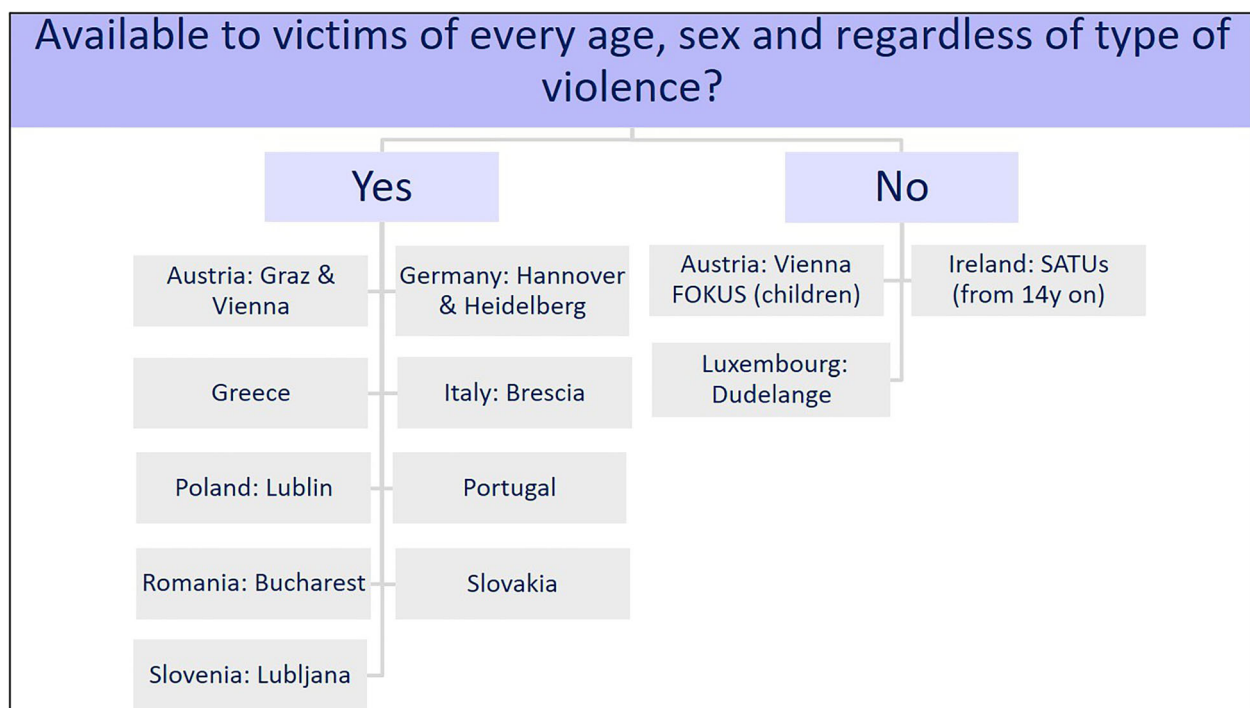 Available to victims of every age, sex and regardless of type of
violence?
Yes
No
Austria: Graz &
Vienna
Germany: Hannover
& Heidelberg
Greece
Italy: Brescia
Poland: Lublin
Portugal
Romania: Bucharest
Slovakia
Slovenia: Lubljana
Austria: Vienna
FOKUS (children)
Ireland: SATUs
(from 14y on)
Luxembourg:
Dudelange